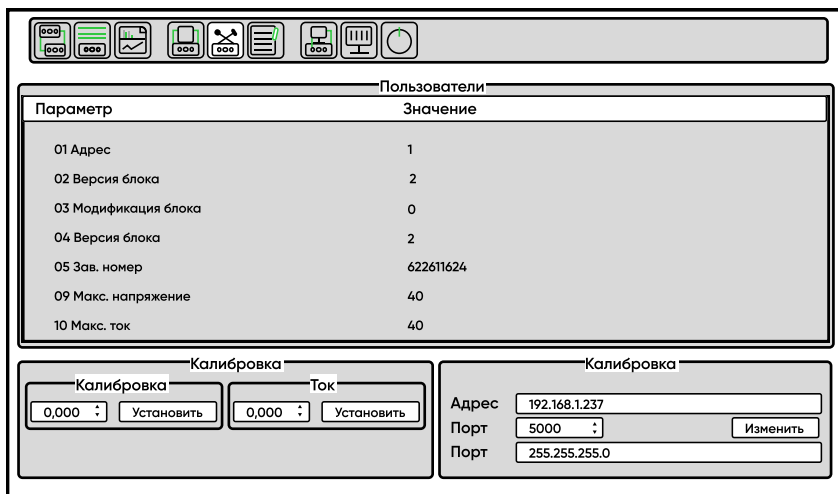 Пользователи
Параметр Значение
01 Адрес 1
02 Версия блока 2
03 Модификация блока 0
04 Версия блока 2
05 Зав. номер 622611624
09 Макс. напряжение 40
10 Макс. ток 40
Калибровка
Калибровка Ток
0,000 Установить 0,000 Установить
Калибровка
Адрес 192.168.1.237
Порт 5000 Изменить
Порт 255.255.255.0